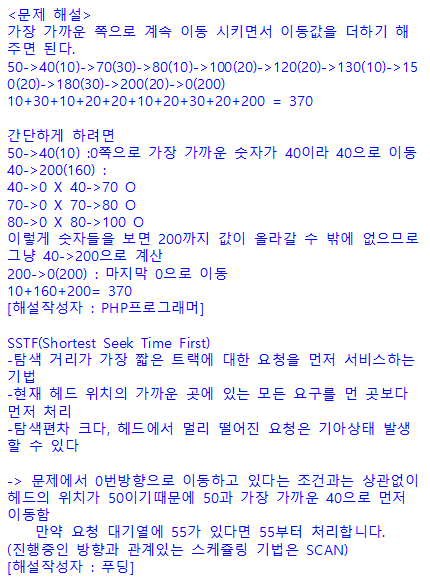 <문제 해설>
가장 가까운 쪽으로 계속 이동 시키면서 이동값을 더하기 해
주면 된다.
50->40(10)->70(30)->80(10)->100(20)->120(20)->130(10)->15
0(20)->180(30)->200(20)->0(200)
10+30+10+20+20+10+20+30+20+200 = 370

간단하게 하려면
50->40(10) :0쪽으로 가장 가까운 숫자가 40이라 40으로 이동
40->200(160) :
40->0 X 40->70 O
70->0 X 70->80 O
80->0 X 80->100 O
이렇게 숫자들을 보면 200까지 값이 올라갈 수 밖에 없으므로
그냥 40->200으로 계산
200->0(200) : 마지막 0으로 이동
10+160+200= 370
[해설작성자 : PHP프로그래머]

SSTF(Shortest Seek Time First)
-탐색 거리가 가장 짧은 트랙에 대한 요청을 먼저 서비스하는
기법
-현재 헤드 위치의 가까운 곳에 있는 모든 요구를 먼 곳보다
먼저 처리
-탐색편차 크다, 헤드에서 멀리 떨어진 요청은 기아상태 발생
할 수 있다

-> 문제에서 0번방향으로 이동하고 있다는 조건과는 상관없이
헤드의 위치가 50이기때문에 50과 가장 가까운 40으로 먼저
이동함
만약 요청 대기열에 55가 있다면 55부터 처리합니다.
(진행중인 방향과 관계있는 스케쥴링 기법은 SCAN)
[해설작성자 : 푸딩]